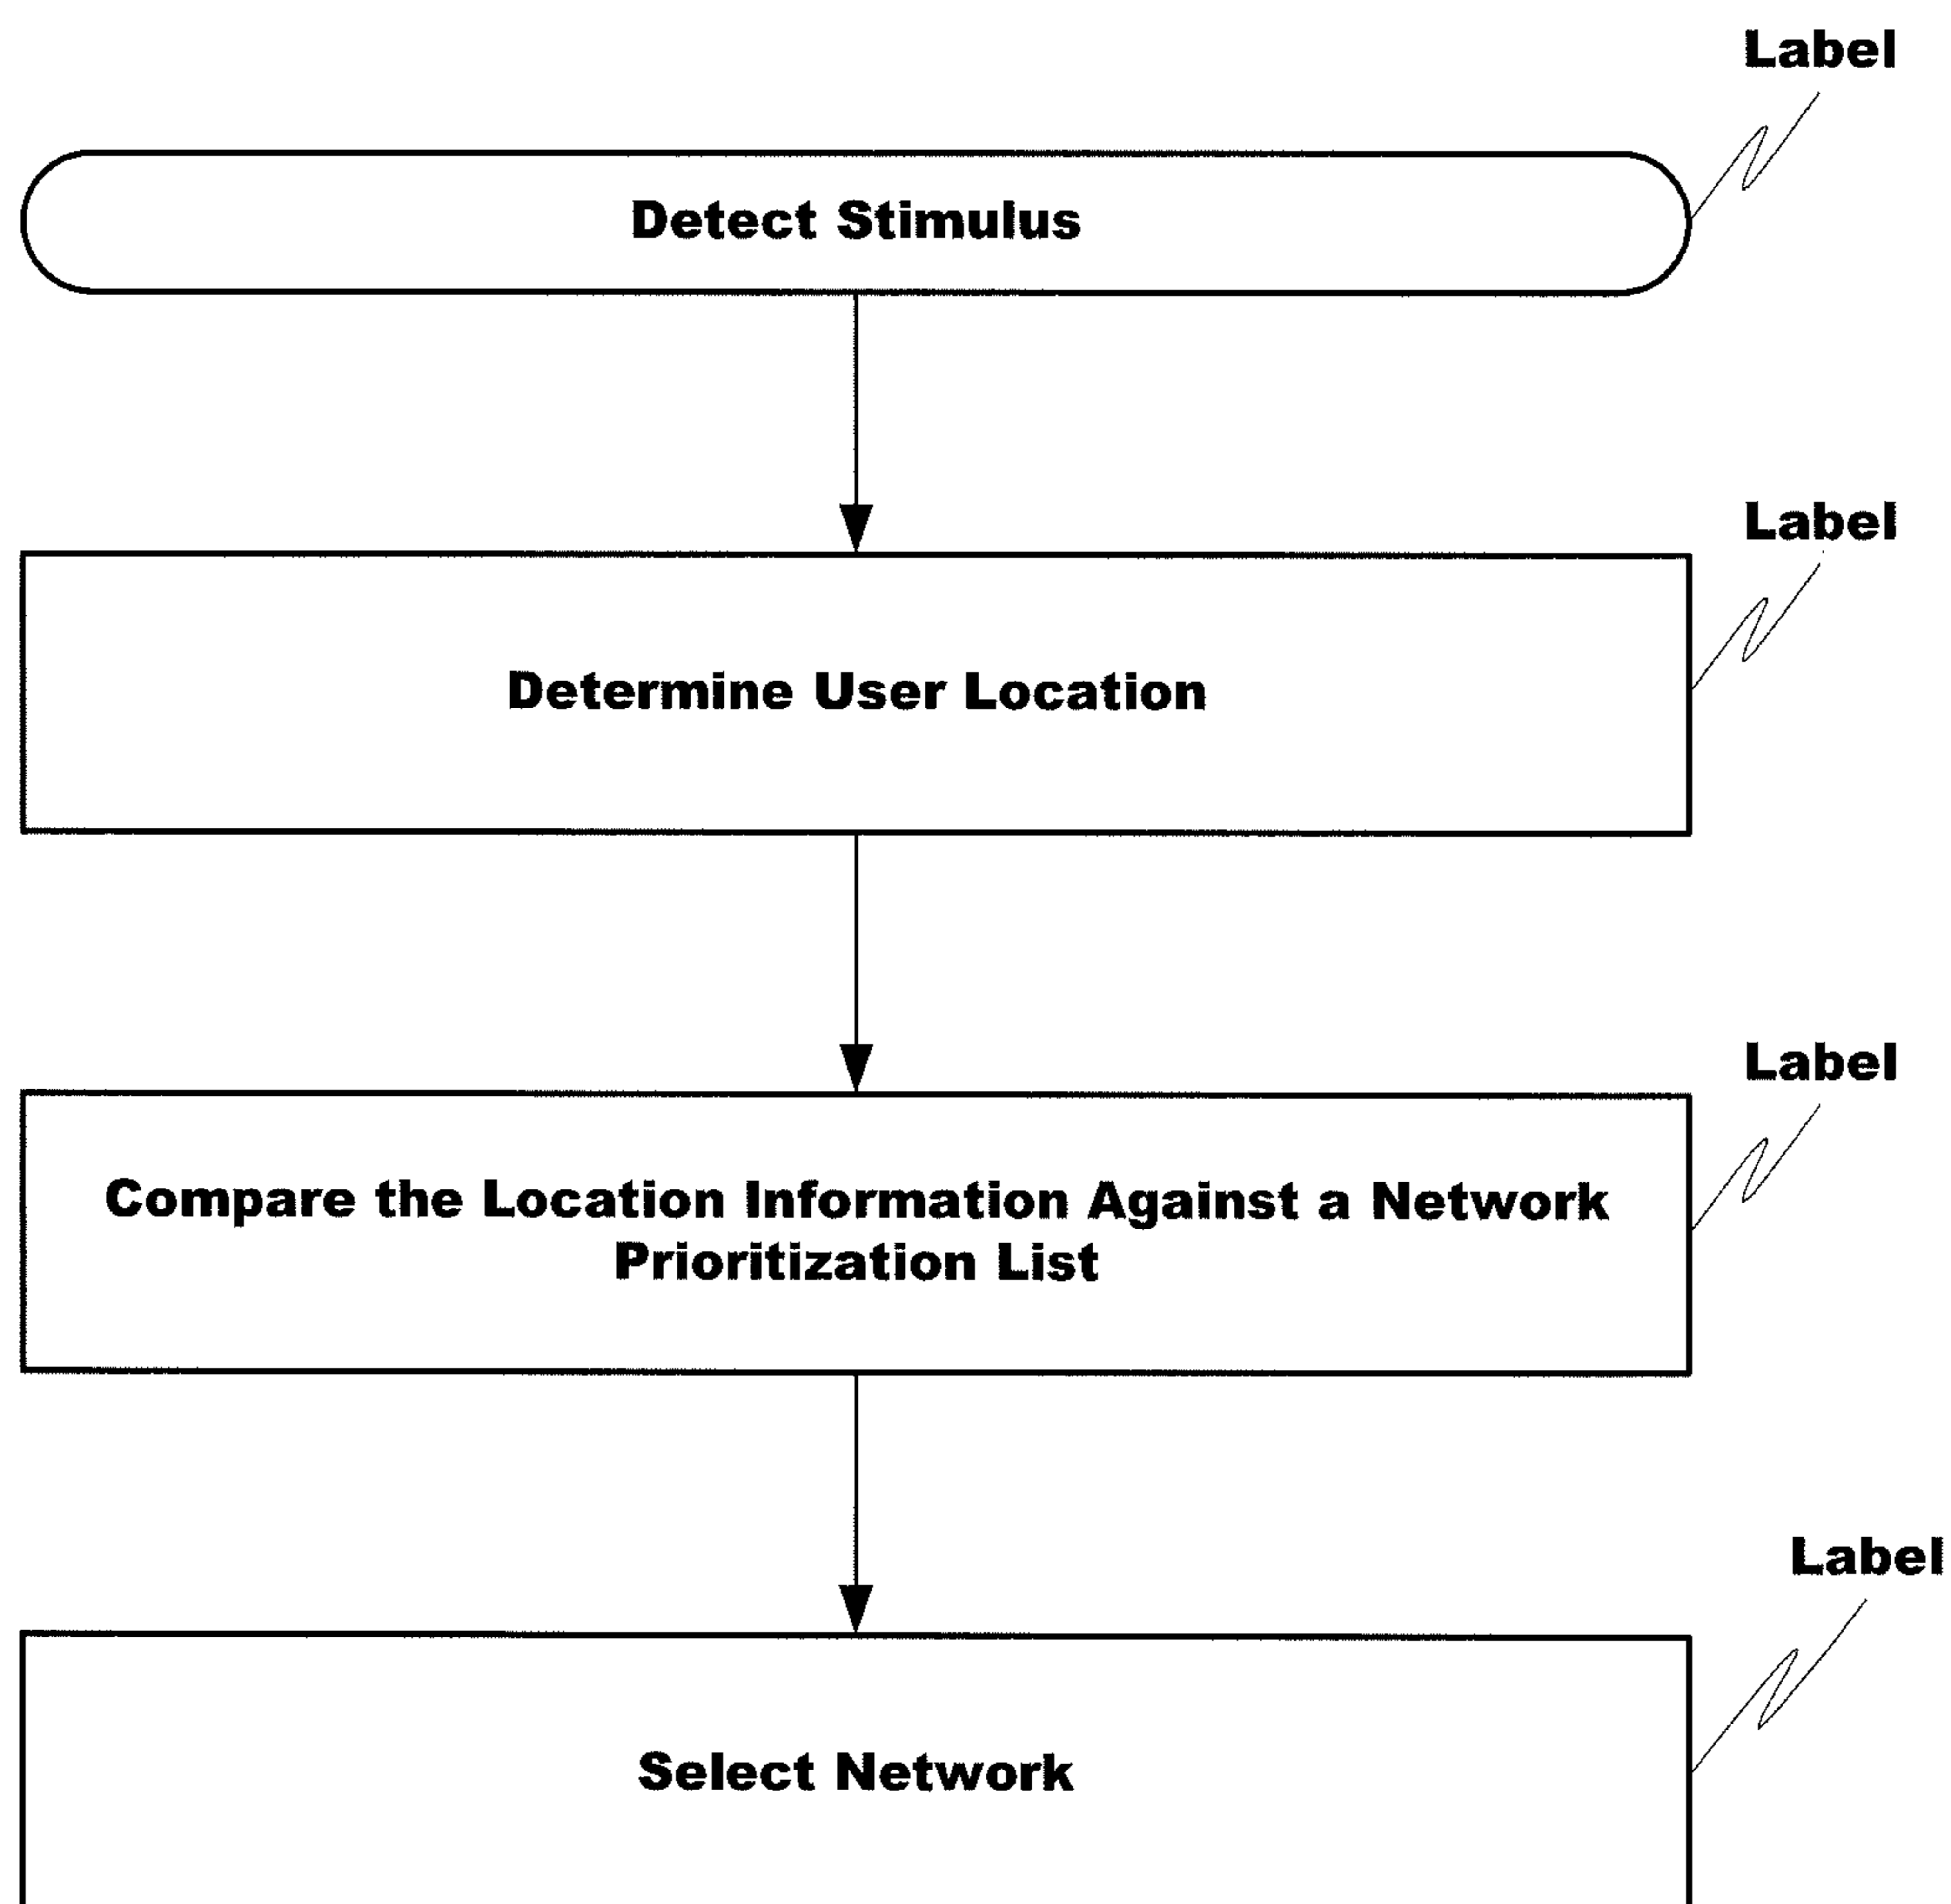 Label
Detect Stimulus
Label
Determine User Location
Label
Compare the Location Information Against a Network
Prioritization List
Label
Select Network